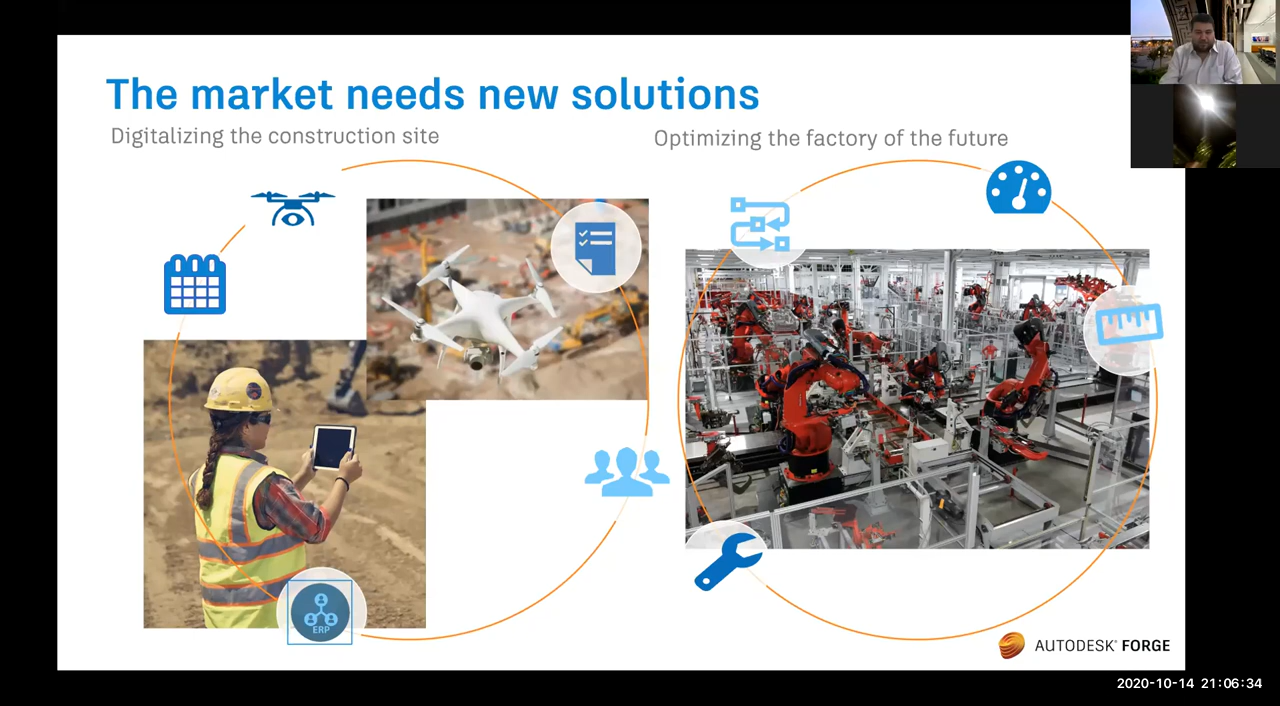 The market needs new solutions
Digitalizing the construction site
Optimizing the factory of the future
ERP
AUTODESK® FORGE
2020-10-14 21:06:34